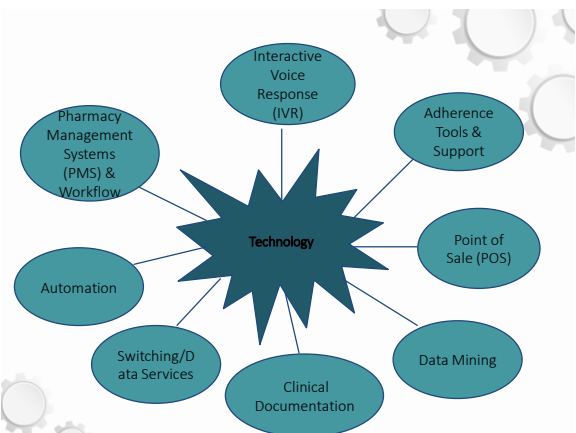 Interactive
Voice
Response
(IVR)
Adherence
Tools &
Support
Pharmacy
Management
Systems
(PMS) &
Workflow
Technology
Point of
Sale (POS)
Automation
Switching/D
ata Services
Clinical
Documentation
Data Mining